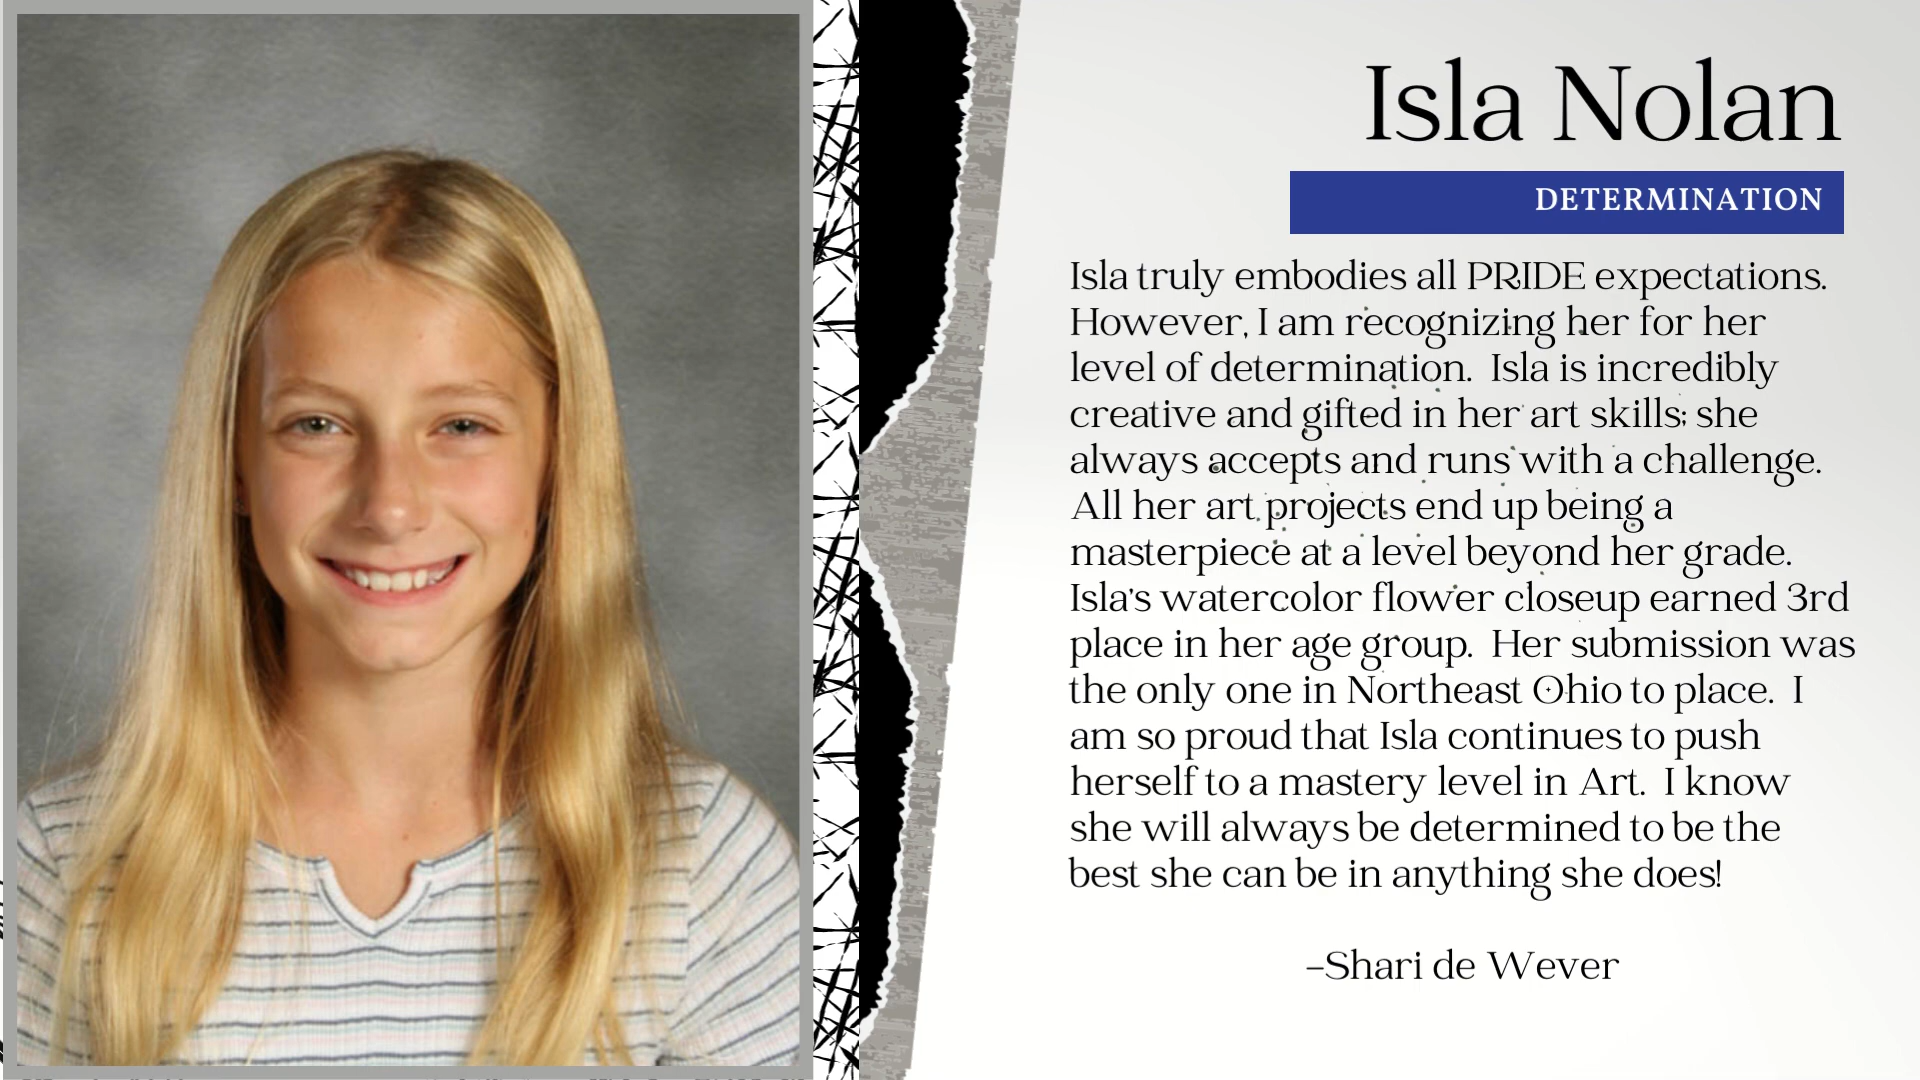 Isla Nolan
DETERMINATION
Isla truly embodies all PRIDE expectations.
However, I am recognizing her for her
level of determination.  Isla is incredibly
creative and gifted in her art skills; she
always accepts and runs with a challenge.
All her art projects end up being a
masterpiece at a level beyond her grade.
Isla's watercolor flower closeup earned 3rd
place in her age group.  Her submission was
the only one in Northeast Ohio to place.  I
am so proud that Isla continues to push
herself to a mastery level in Art.  I know
she will always be determined to be the
best she can be in anything she does!
-Shari de Wever